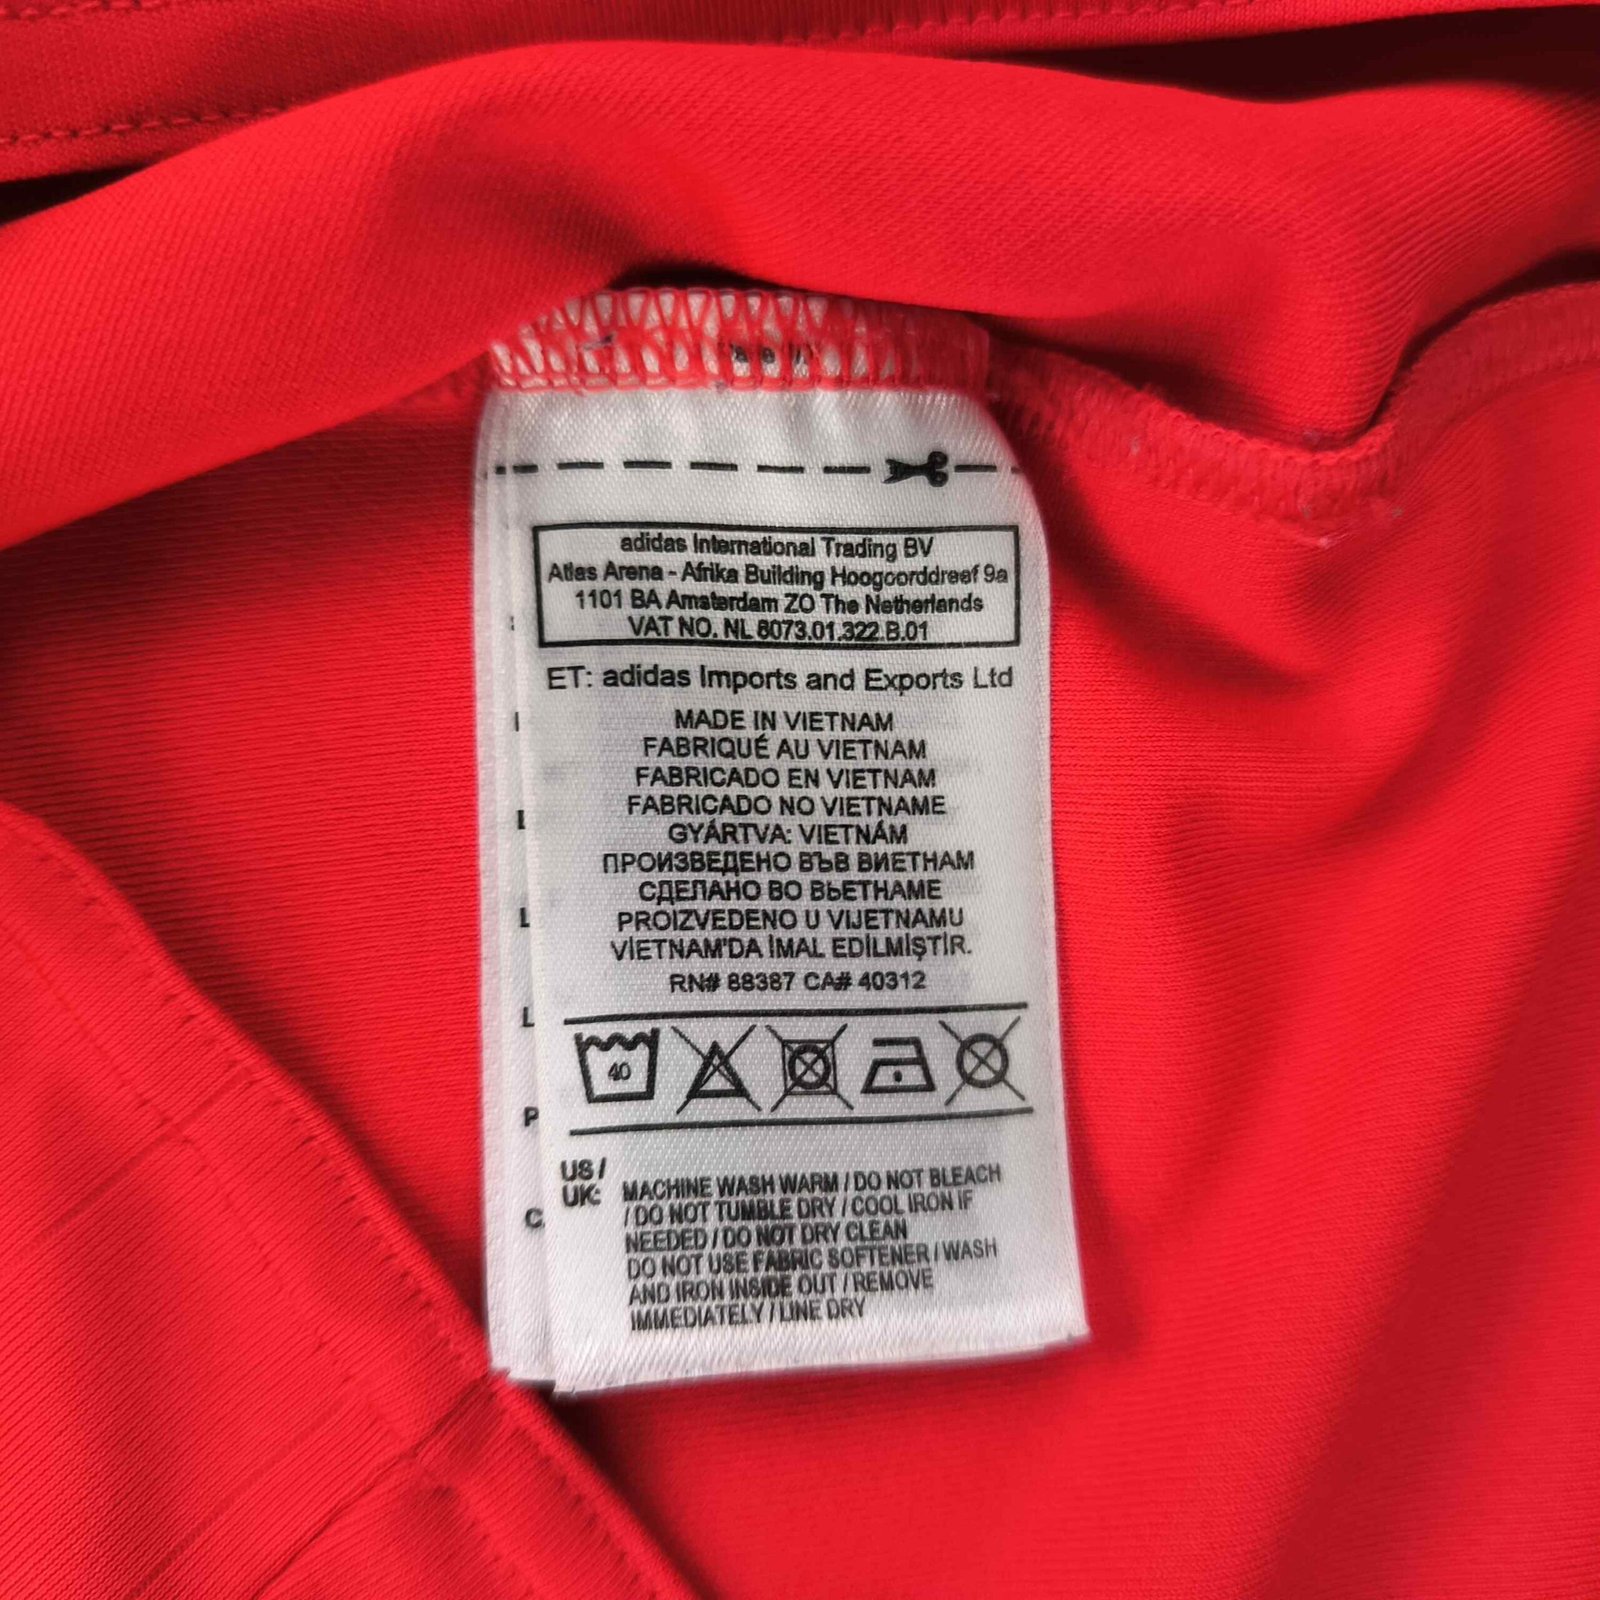 adidas International Trading BV
Atlas Arena - Afrika Building Hoogoorddreef 9a
1101 BA Amsterdam ZO The Netherlands
VAT NO. NL 8073.01.322.B.01
ET: adidas Imports and Exports Ltd
MADE IN VIETNAM
FABRIQUÉ AU VIETNAM
FABRICADO EN VIETNAM
FABRICADO NO VIETNAME
GYÁRTVA: VIETNÁM
ПРОИЗВЕДЕНО ВЪВ ВИЕТНАМ
СДЕЛАНО ВО ВЬЕТНАМЕ
PROIZVEDENO U VIJETNAMU
VİETNAM'DA İMAL EDİLMİŞTİR.
RN# 88387 CA# 40312
40
US / UK: MACHINE WASH WARM / DO NOT BLEACH
/ DO NOT TUMBLE DRY / COOL IRON IF
NEEDED / DO NOT DRY CLEAN
DO NOT USE FABRIC SOFTENER / WASH
AND IRON INSIDE OUT / REMOVE
IMMEDIATELY / LINE DRY